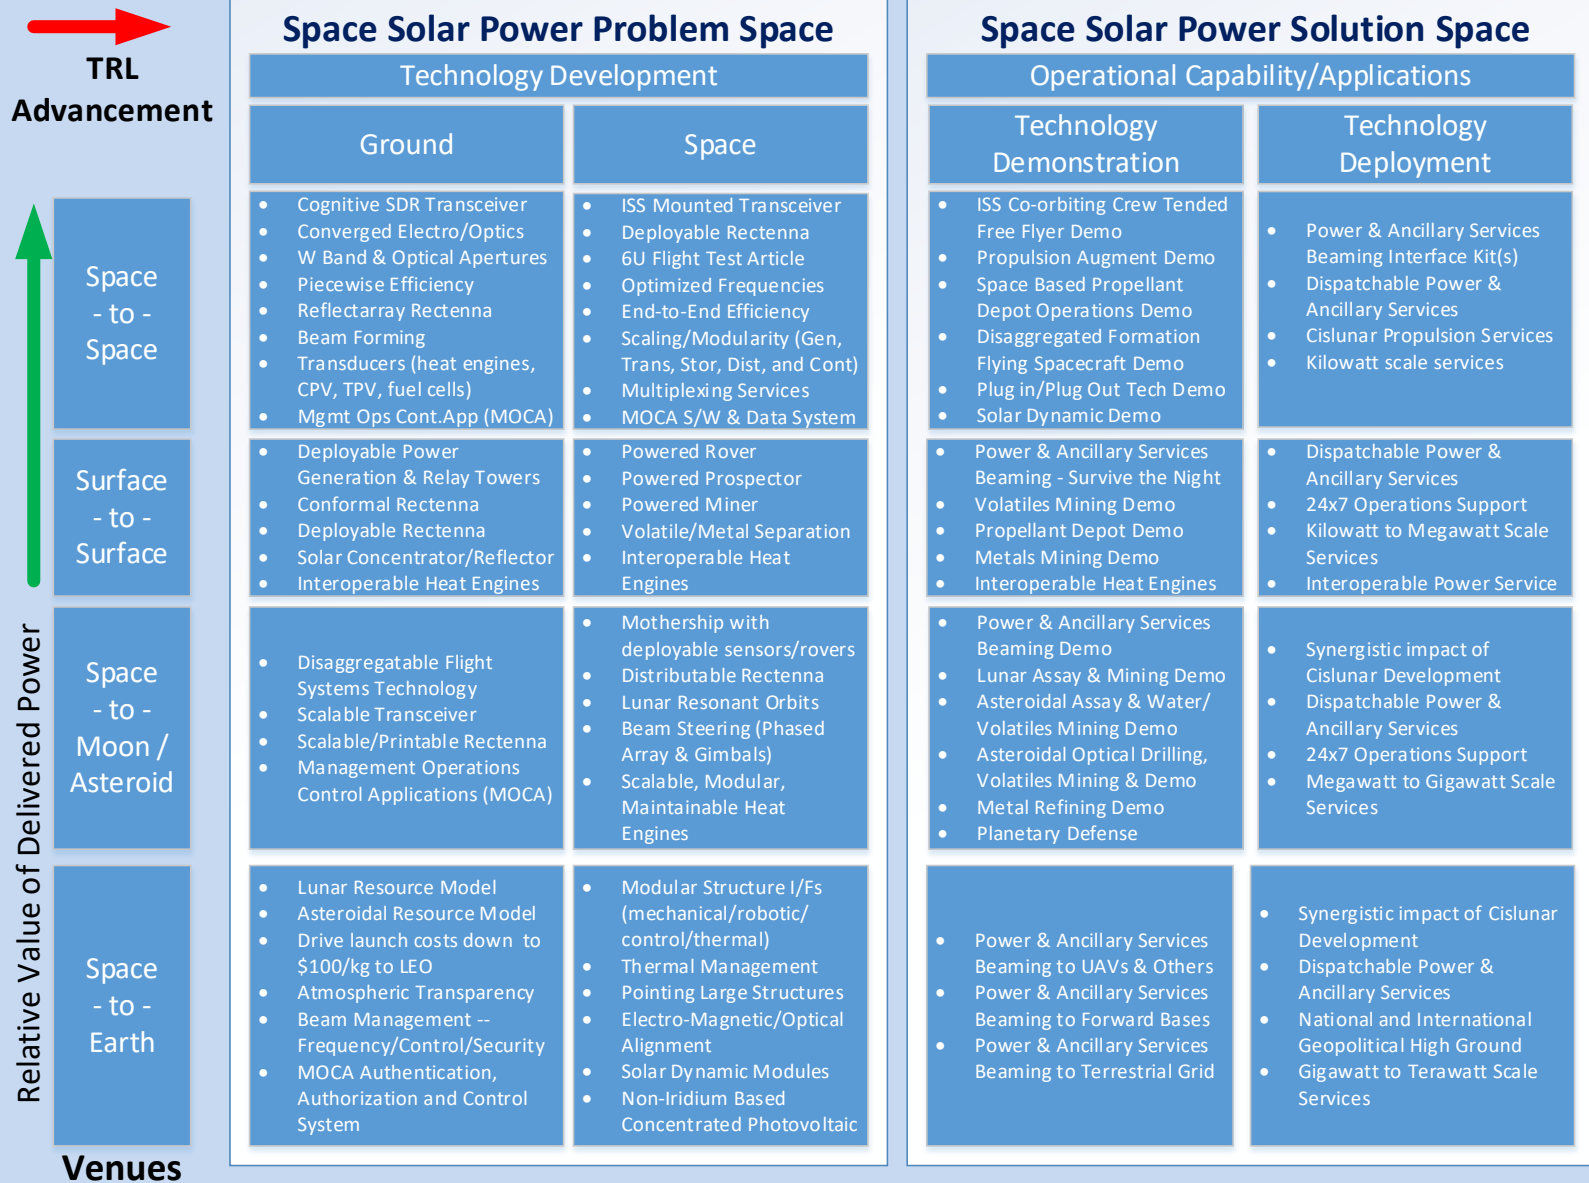 TRL
Advancement
Space Solar Power Problem Space
Technology Development
Ground
Space
Space Solar Power Solution Space
Operational Capability/Applications
Technology
Demonstration
Technology
Deployment
Relative Value of Delivered Power
Space
- to -
Space
• Cognitive SDR Transceiver
• Converged Electro/Optics
• W Band & Optical Apertures
• Piecewise Efficiency
• Reflectarray Rectenna
• Beam Forming
• Transducers (heat engines,
CPV, TPV, fuel cells)
• Mgmt Ops Cont.App (MOCA)
• ISS Mounted Transceiver
• Deployable Rectenna
• 6U Flight Test Article
• Optimized Frequencies
• End-to-End Efficiency
• Scaling/Modularity (Gen,
Trans, Stor, Dist, and Cont)
• Multiplexing Services
• MOCA S/W & Data System
• ISS Co-orbiting Crew Tended
Free Flyer Demo
• Propulsion Augment Demo
• Space Based Propellant
Depot Operations Demo
• Disaggregated Formation
Flying Spacecraft Demo
• Plug in/Plug Out Tech Demo
• Solar Dynamic Demo
• Power & Ancillary Services
Beaming Interface Kit(s)
• Dispatchable Power &
Ancillary Services
• Cislunar Propulsion Services
• Kilowatt scale services
Surface
- to -
Surface
• Deployable Power
Generation & Relay Towers
• Conformal Rectenna
• Deployable Rectenna
• Solar Concentrator/Reflector
• Interoperable Heat Engines
• Powered Rover
• Powered Prospector
• Powered Miner
• Volatile/Metal Separation
• Interoperable Heat
Engines
• Power & Ancillary Services
Beaming - Survive the Night
• Volatiles Mining Demo
• Propellant Depot Demo
• Metals Mining Demo
• Interoperable Heat Engines
• Dispatchable Power &
Ancillary Services
• 24x7 Operations Support
• Kilowatt to Megawatt Scale
Services
• Interoperable Power Service
Space
- to -
Moon /
Asteroid
• Disaggregatable Flight
Systems Technology
• Scalable Transceiver
• Scalable/Printable Rectenna
• Management Operations
Control Applications (MOCA)
• Mothership with
deployable sensors/rovers
• Distributable Rectenna
• Lunar Resonant Orbits
• Beam Steering (Phased
Array & Gimbals)
• Scalable, Modular,
Maintainable Heat
Engines
• Power & Ancillary Services
Beaming Demo
• Lunar Assay & Mining Demo
• Asteroidal Assay & Water/
Volatiles Mining Demo
• Asteroidal Optical Drilling,
Volatiles Mining & Demo
• Metal Refining Demo
• Planetary Defense
• Synergistic impact of
Cislunar Development
• Dispatchable Power &
Ancillary Services
• 24x7 Operations Support
• Megawatt to Gigawatt Scale
Services
Space
- to -
Earth
• Lunar Resource Model
• Asteroidal Resource Model
• Drive launch costs down to
$100/kg to LEO
• Atmospheric Transparency
• Beam Management --
Frequency/Control/Security
• MOCA Authentication,
Authorization and Control
System
• Modular Structure I/Fs
(mechanical/robotic/
control/thermal)
• Thermal Management
• Pointing Large Structures
• Electro-Magnetic/Optical
Alignment
• Solar Dynamic Modules
• Non-Iridium Based
Concentrated Photovoltaic
• Power & Ancillary Services
Beaming to UAVs & Others
• Power & Ancillary Services
Beaming to Forward Bases
• Power & Ancillary Services
Beaming to Terrestrial Grid
• Synergistic impact of Cislunar
Development
• Dispatchable Power &
Ancillary Services
• National and International
Geopolitical High Ground
• Gigawatt to Terawatt Scale
Services
Venues